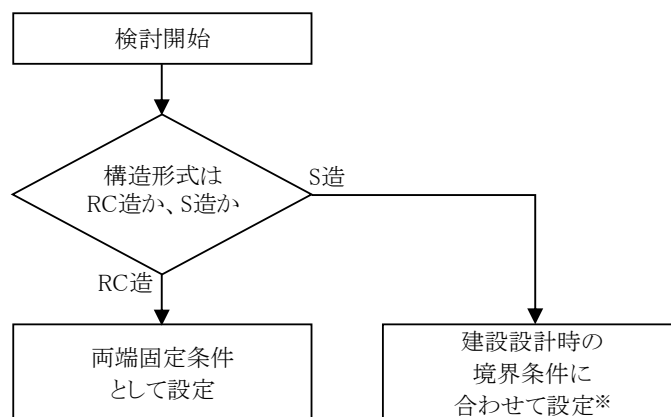 検討開始
構造形式は
RC造か、S造か
S造
RC造
両端固定条件
として設定
建設設計時の
境界条件に
合わせて設定※